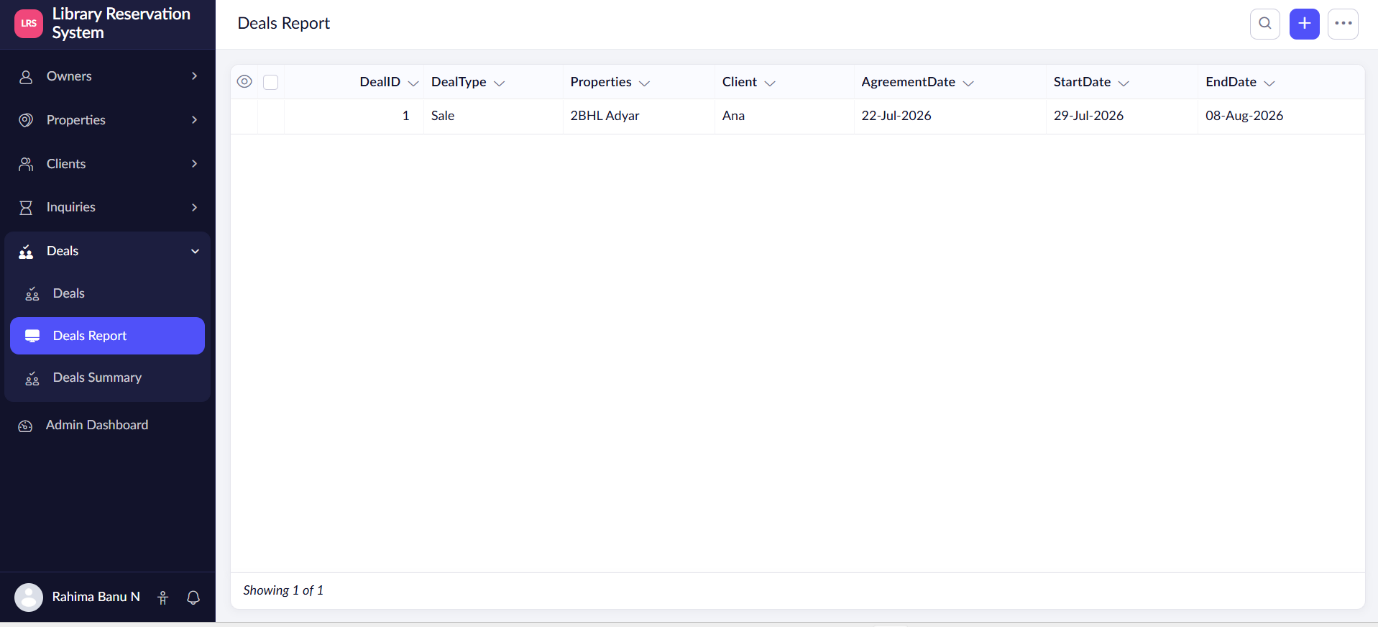 LRS
Library Reservation
System
Deals Report
Owners
Properties
Clients
Inquiries
Deals
Deals
Deals Report
Deals Summary
Admin Dashboard
Rahima Banu N
DealID DealType Properties Client AgreementDate StartDate EndDate
1 Sale 2BHL Adyar Ana 22-Jul-2026 29-Jul-2026 08-Aug-2026
Showing 1 of 1